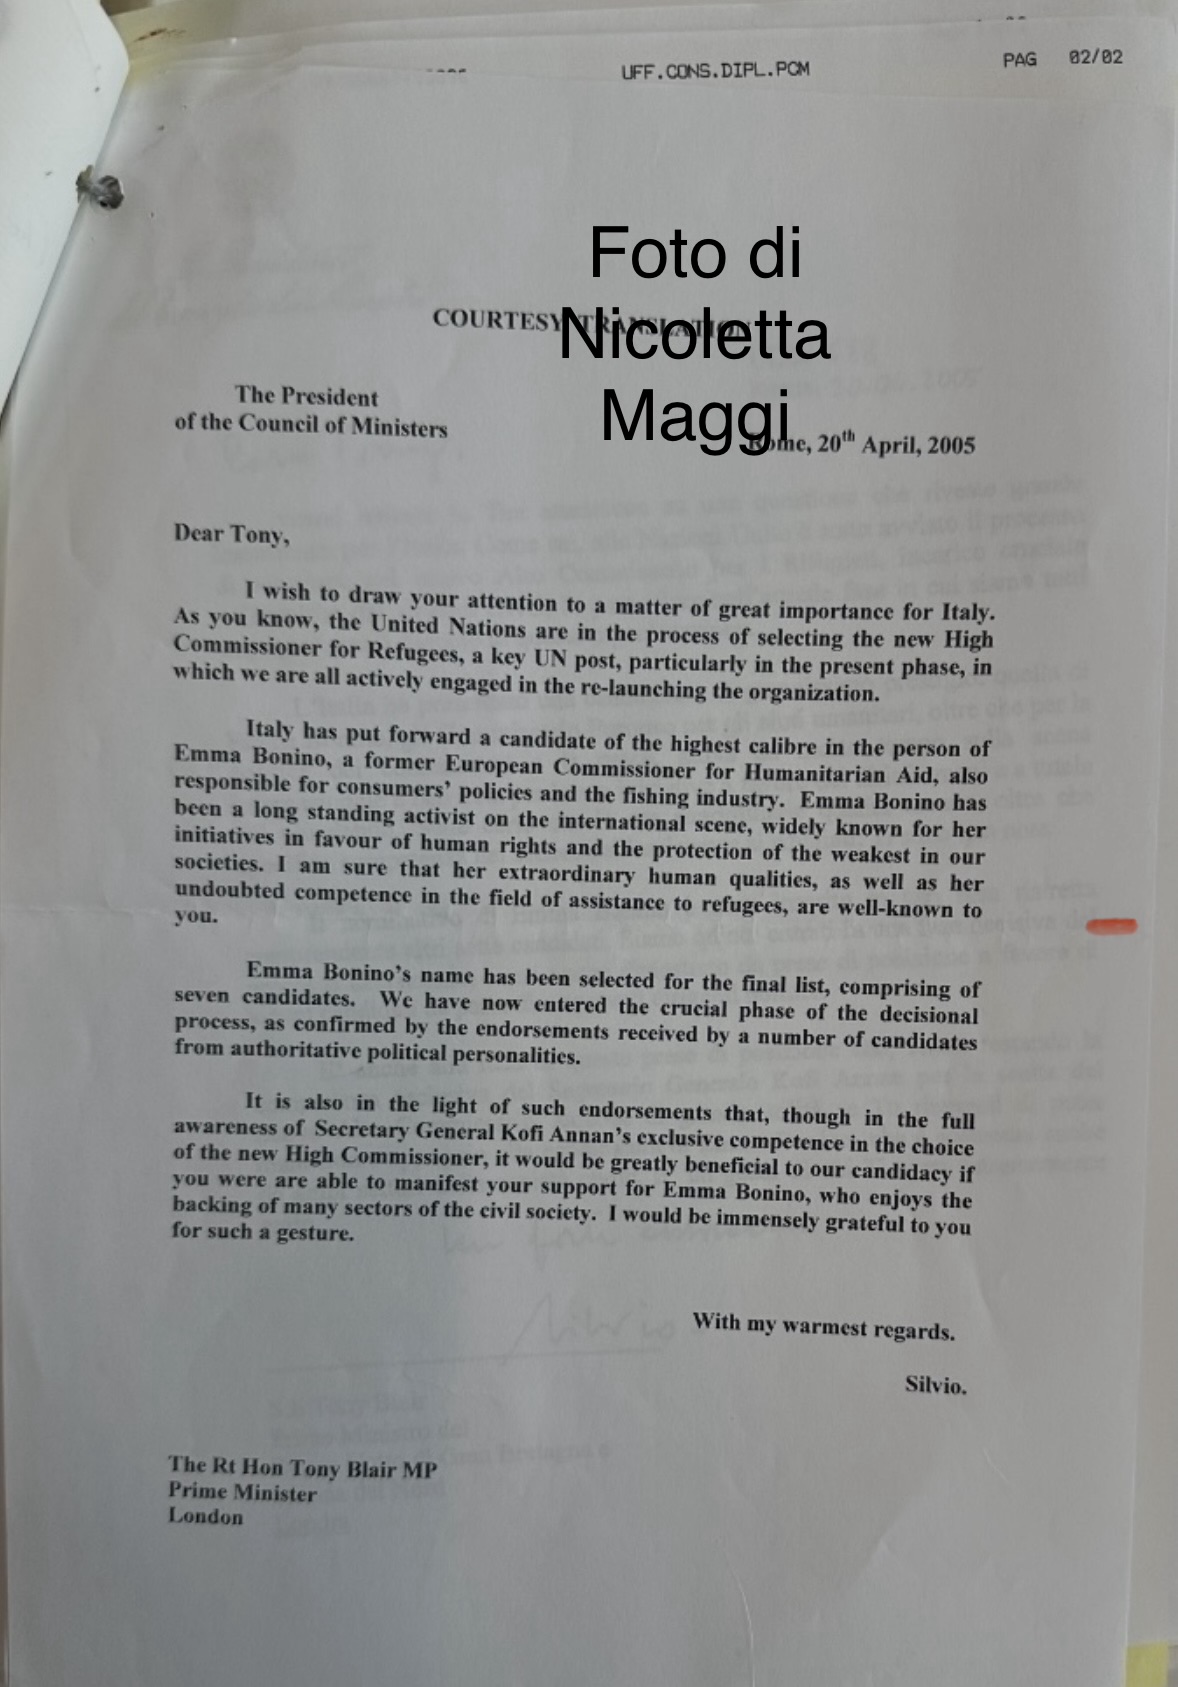 UFF.CONS.DIPL.PCM PAG 02/02
Foto di
Nicoletta
Maggi
COURTESY TRANSLATION
The President
of the Council of Ministers
Rome, 20th April, 2005
Dear Tony,
I wish to draw your attention to a matter of great importance for Italy.
As you know, the United Nations are in the process of selecting the new High
Commissioner for Refugees, a key UN post, particularly in the present phase, in
which we are all actively engaged in the re-launching the organization.
Italy has put forward a candidate of the highest calibre in the person of
Emma Bonino, a former European Commissioner for Humanitarian Aid, also
responsible for consumers’ policies and the fishing industry. Emma Bonino has
been a long standing activist on the international scene, widely known for her
initiatives in favour of human rights and the protection of the weakest in our
societies. I am sure that her extraordinary human qualities, as well as her
undoubted competence in the field of assistance to refugees, are well-known to
you.
Emma Bonino’s name has been selected for the final list, comprising of
seven candidates. We have now entered the crucial phase of the decisional
process, as confirmed by the endorsements received by a number of candidates
from authoritative political personalities.
It is also in the light of such endorsements that, though in the full
awareness of Secretary General Kofi Annan’s exclusive competence in the choice
of the new High Commissioner, it would be greatly beneficial to our candidacy if
you were are able to manifest your support for Emma Bonino, who enjoys the
backing of many sectors of the civil society. I would be immensely grateful to you
for such a gesture.
With my warmest regards.
Silvio.
The Rt Hon Tony Blair MP
Prime Minister
London